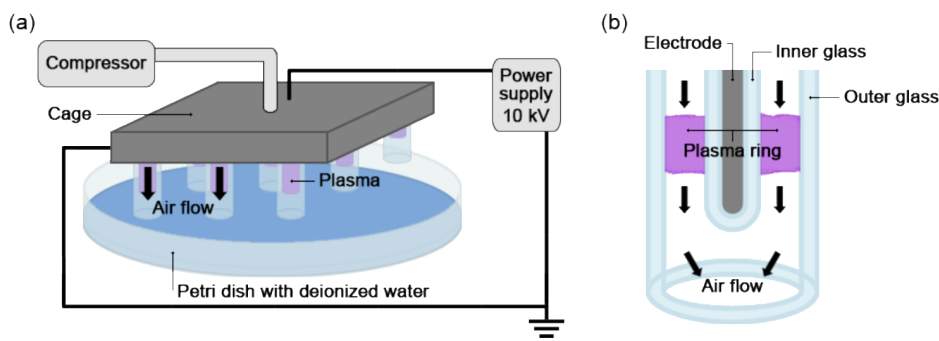 (a)
Compressor
Cage
Power
supply
10 kV
Plasma
Air flow
Petri dish with deionized water
(b)
Electrode
Inner glass
Outer glass
Plasma ring
Air flow